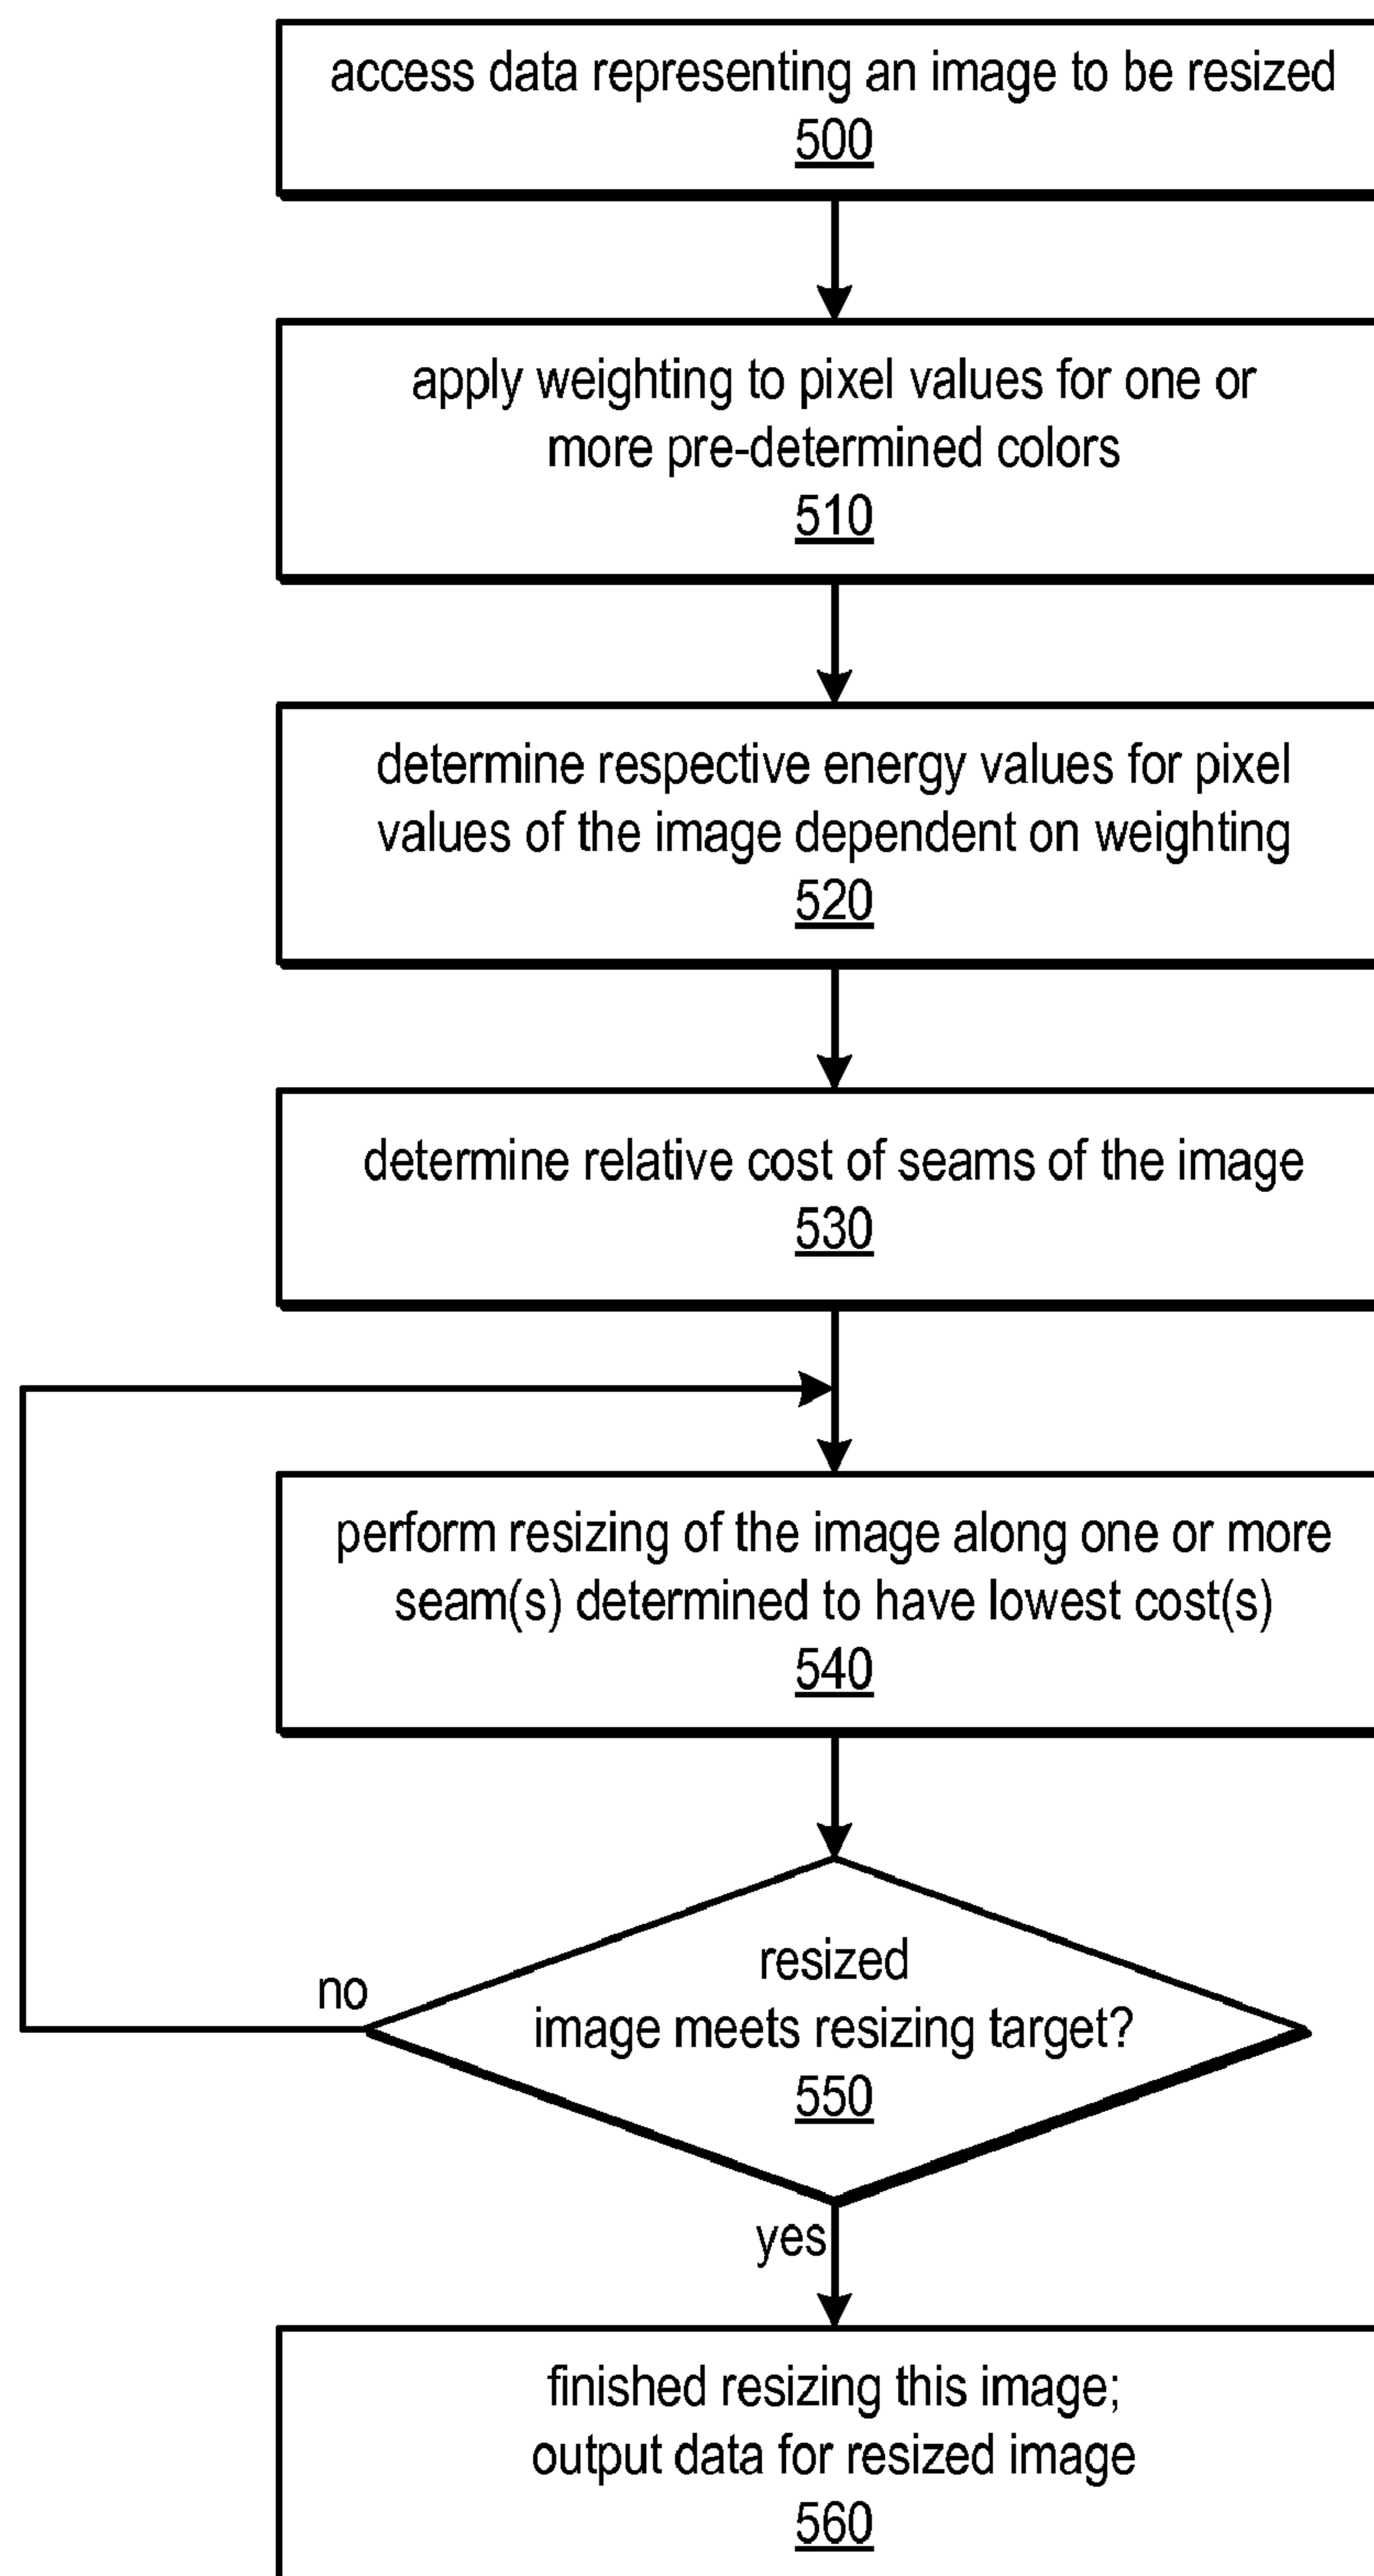 access data representing an image to be resized
500
apply weighting to pixel values for one or
more pre-determined colors
510
determine respective energy values for pixel
values of the image dependent on weighting
520
determine relative cost of seams of the image
530
perform resizing of the image along one or more
seam(s) determined to have lowest cost(s)
540
resized
image meets resizing target?
550
no
yes
finished resizing this image;
output data for resized image
560